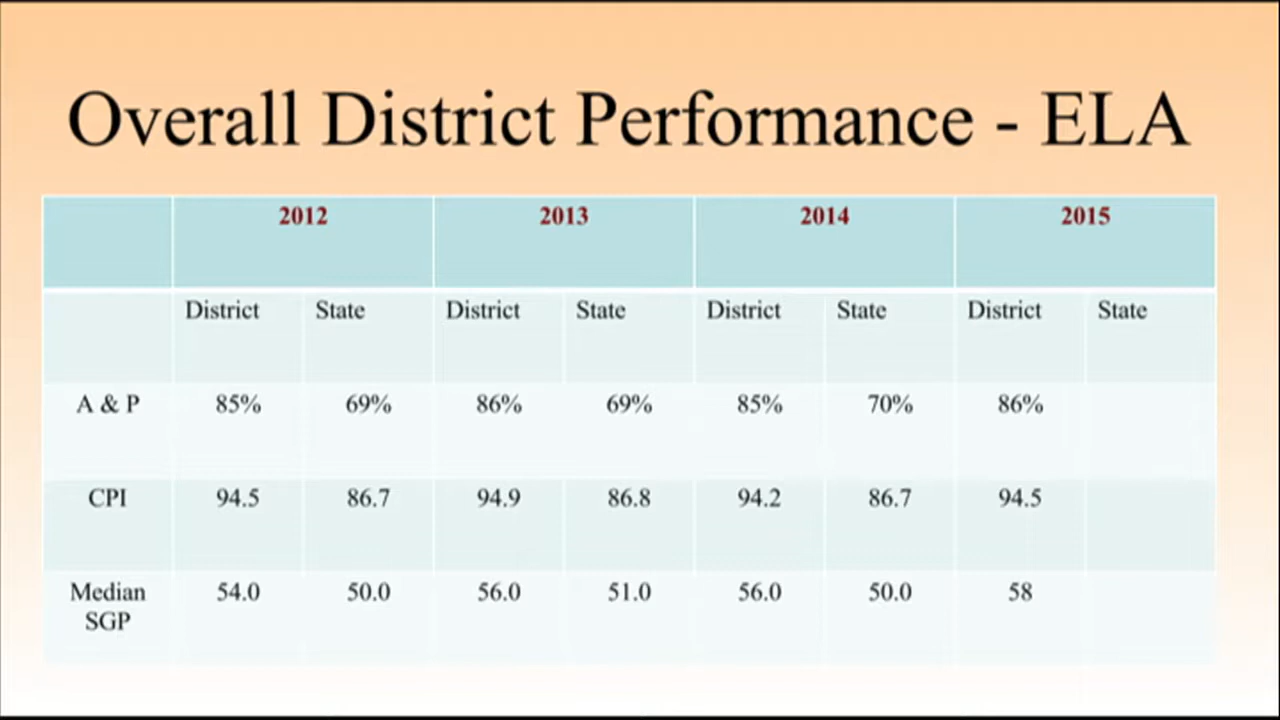 Overall District Performance - ELA
2012 2013 2014 2015
District State District State District State District State
A & P 85% 69% 86% 69% 85% 70% 86%
CPI 94.5 86.7 94.9 86.8 94.2 86.7 94.5
Median 54.0 50.0 56.0 51.0 56.0 50.0 58
SGP